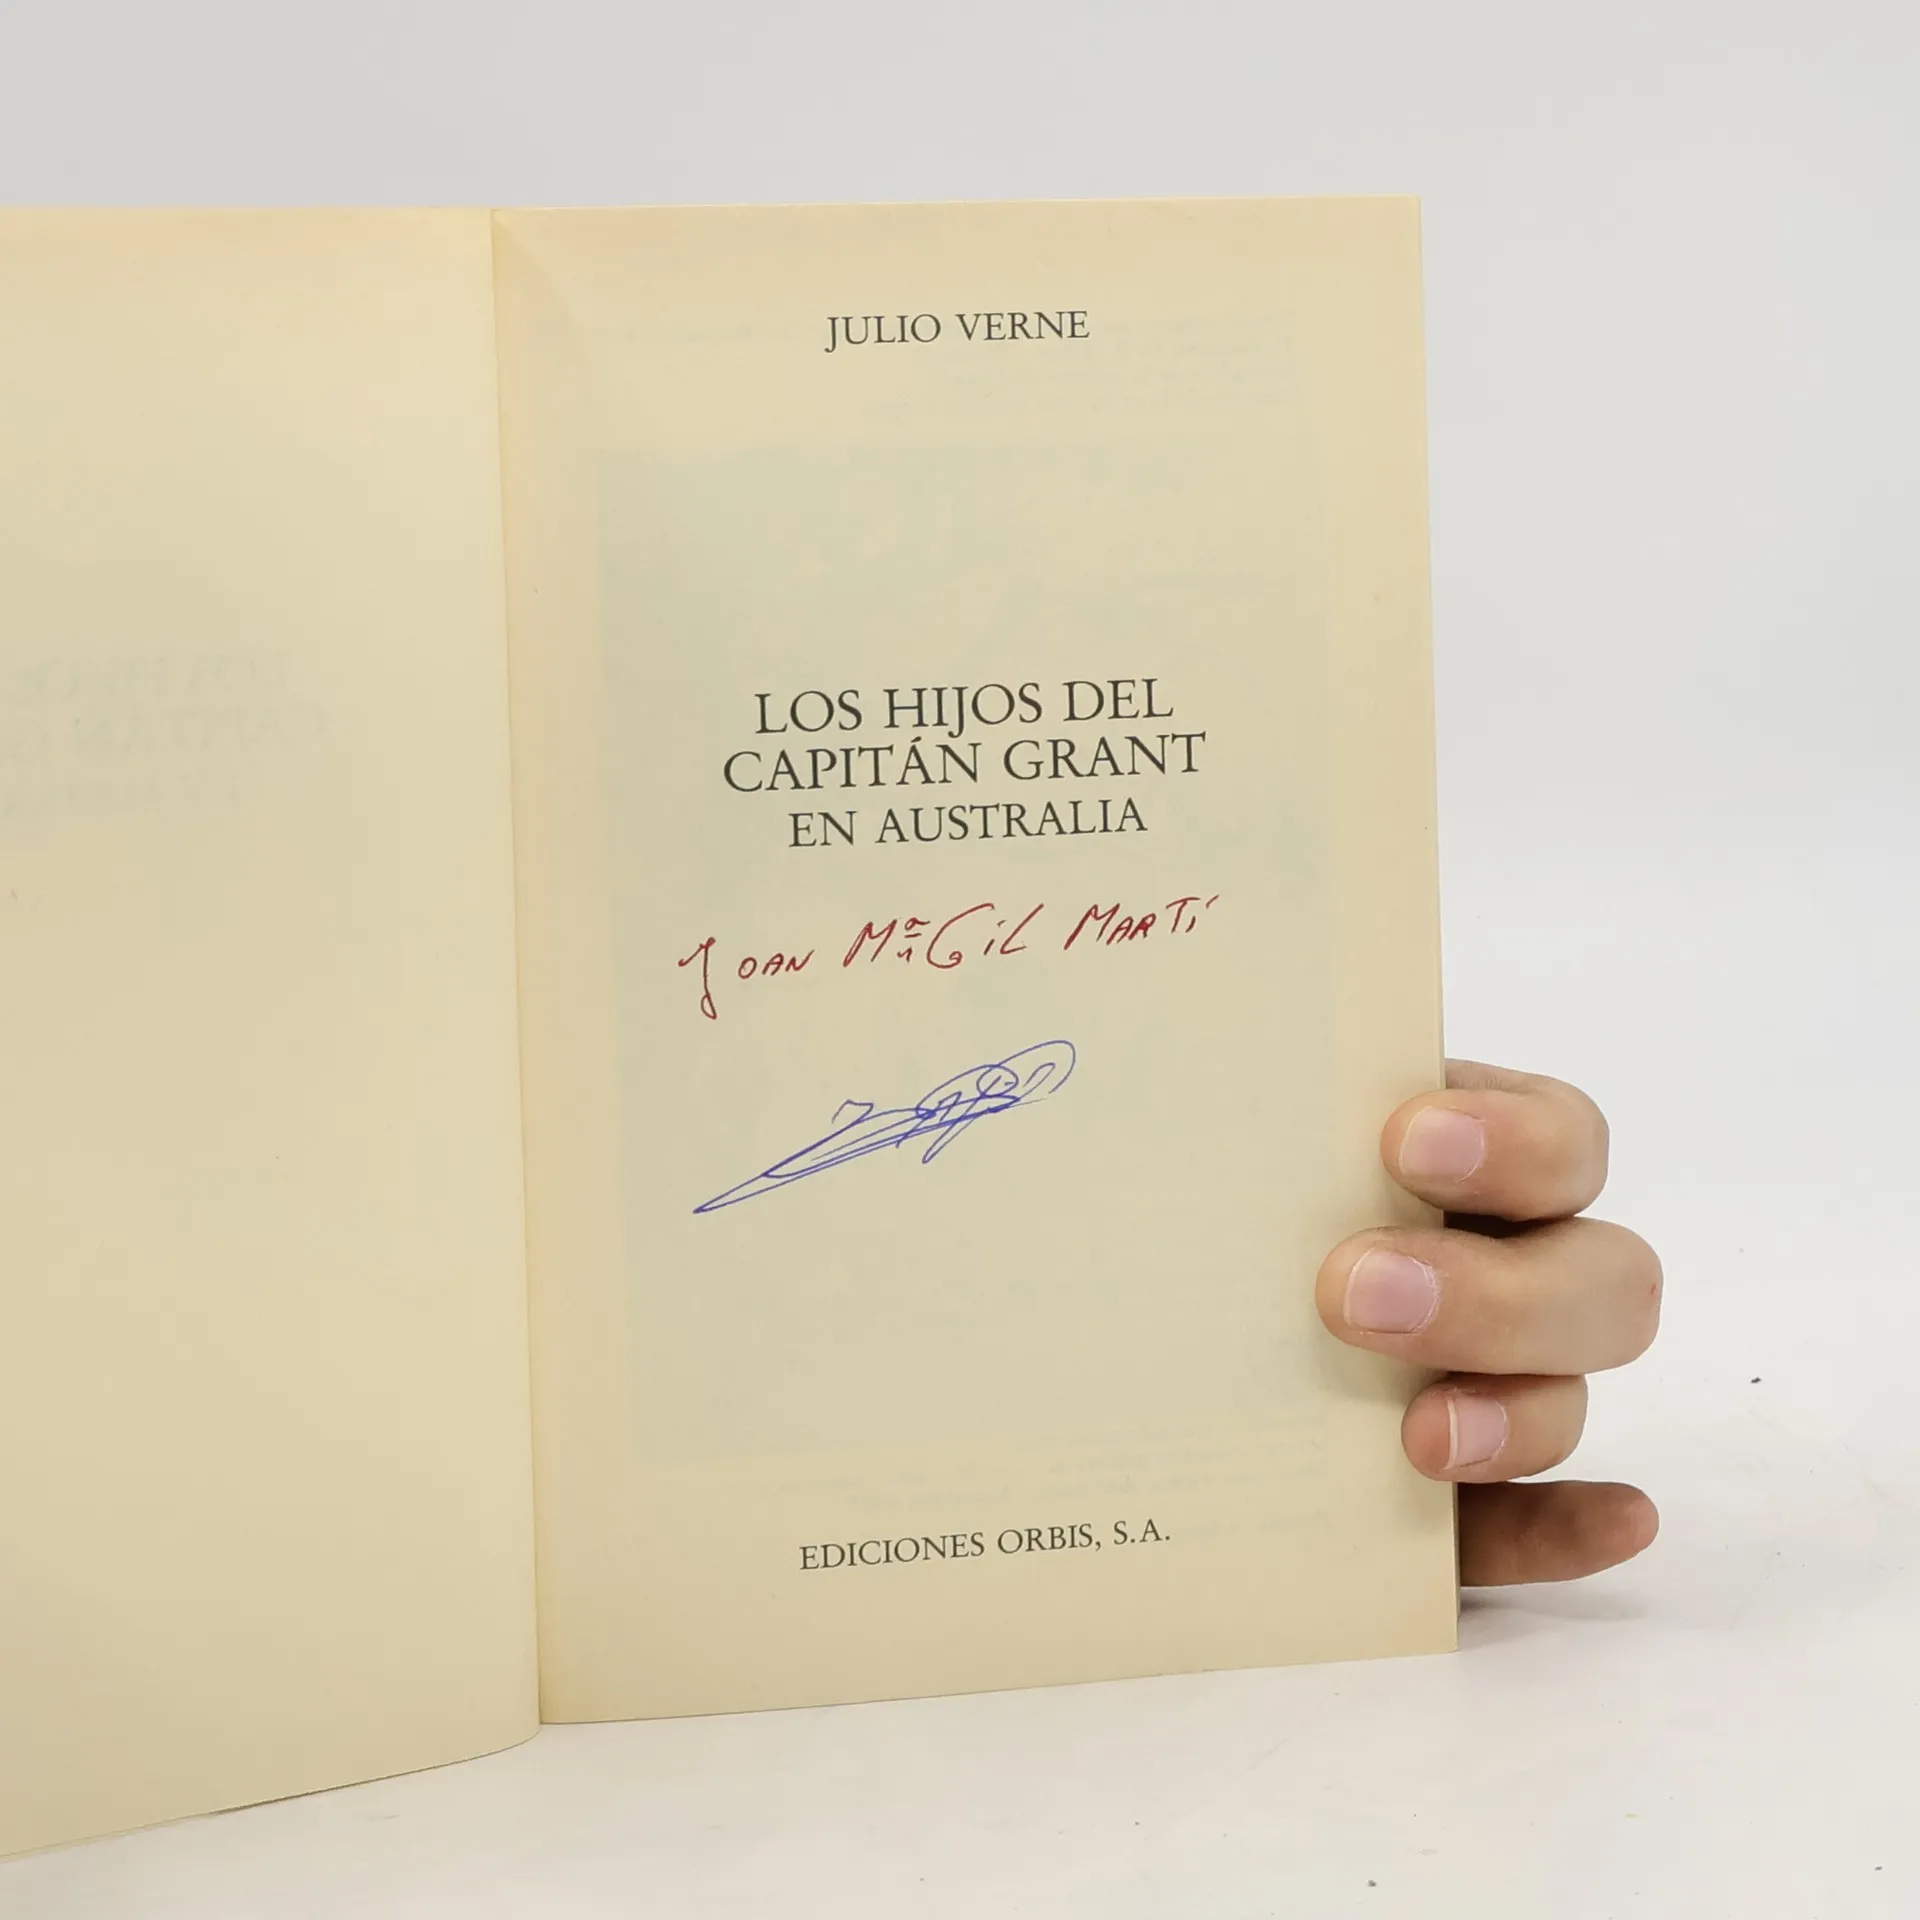 JULIO VERNE
LOS HIJOS DEL
CAPITÁN GRANT
EN AUSTRALIA
JOAN Mª GIL MARTÍ
EDICIONES ORBIS, S.A.